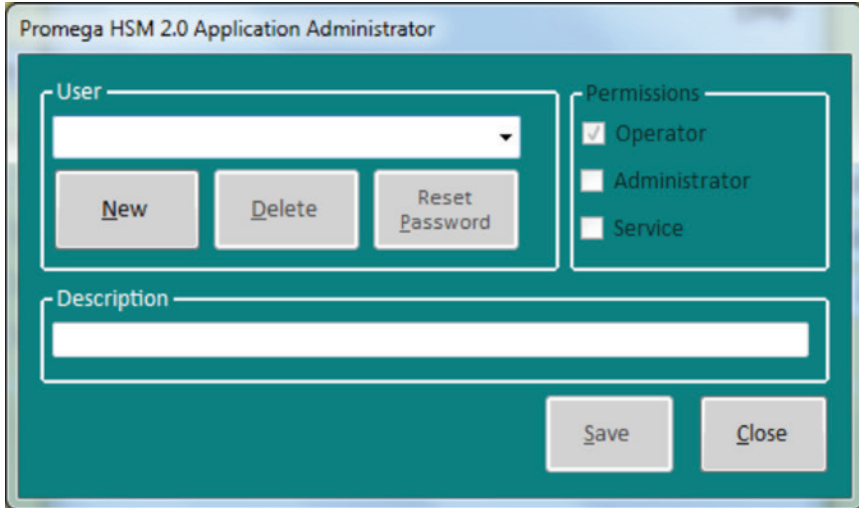 Promega HSM 2.0 Application Administrator
User
New
Delete
Reset
Password
Permissions
Operator
Administrator
Service
Description
Save
Close